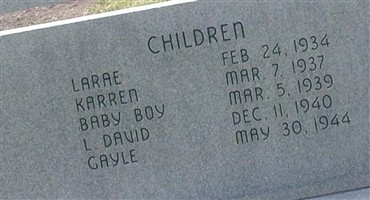 CHILDREN
LARAE FEB. 24, 1934
KARREN MAR. 7, 1937
BABY BOY MAR. 5, 1939
L. DAVID DEC. 11, 1940
GAYLE MAY 30, 1944